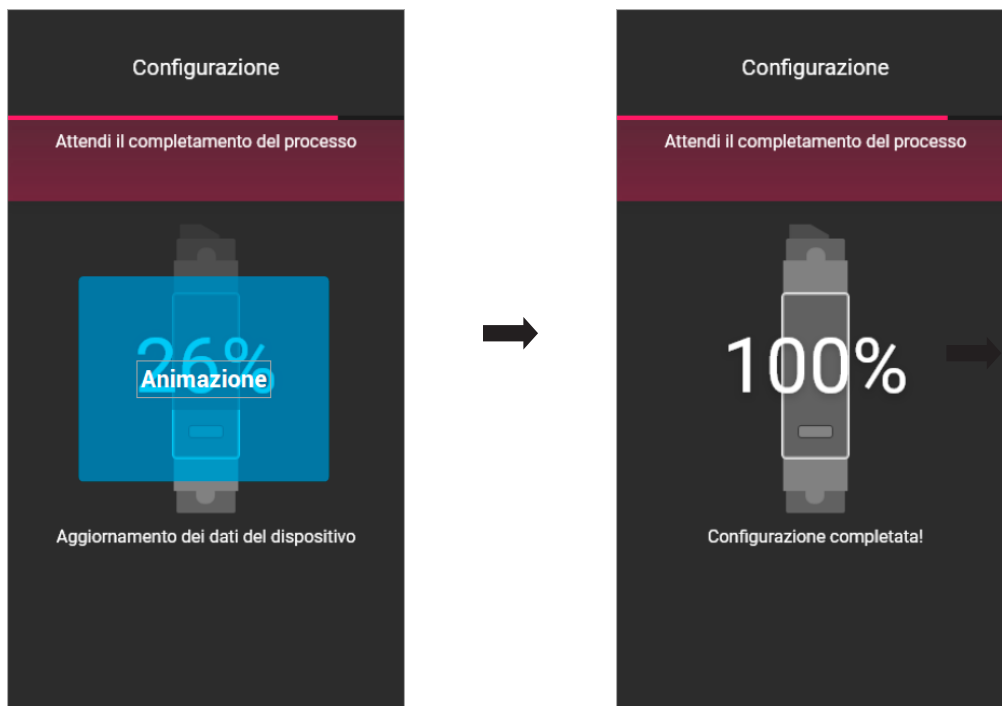 Configurazione
Attendi il completamento del processo
26%
Animazione
Aggiornamento dei dati del dispositivo
Configurazione
Attendi il completamento del processo
100%
Configurazione completata!